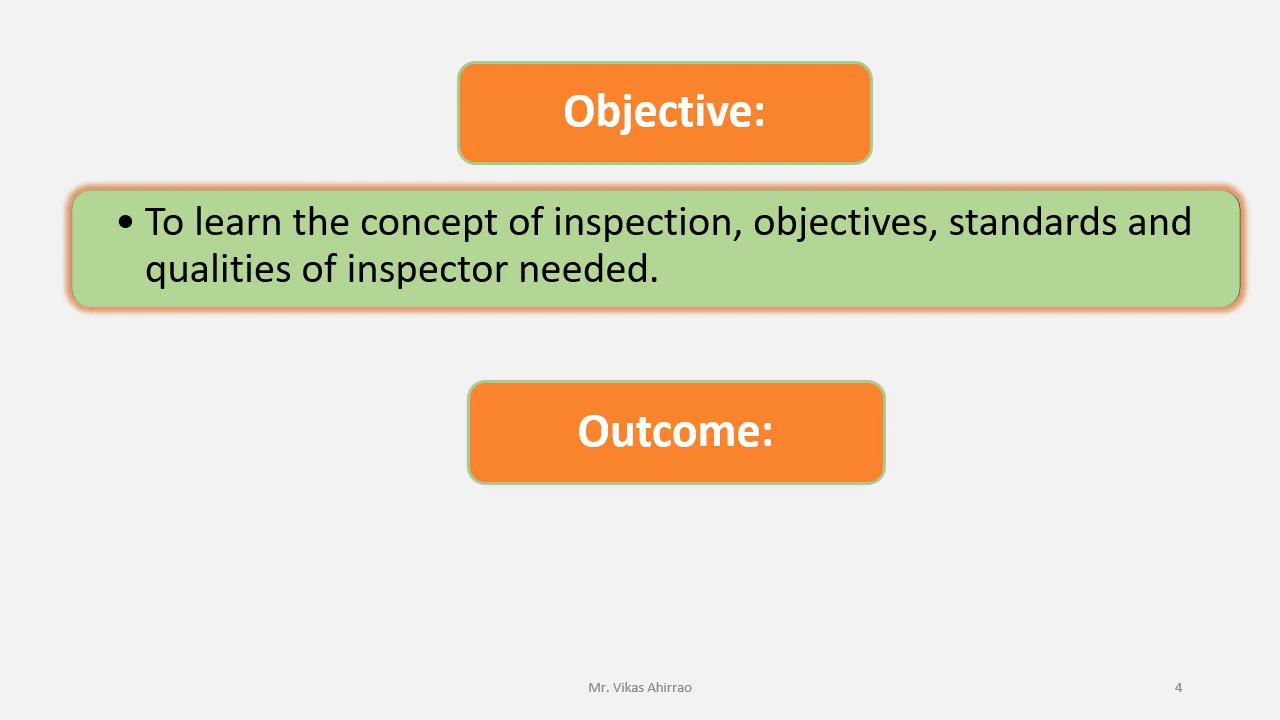 Objective:
• To learn the concept of inspection, objectives, standards and
qualities of inspector needed.
Outcome:
Mr. Vikas Ahirrao
4